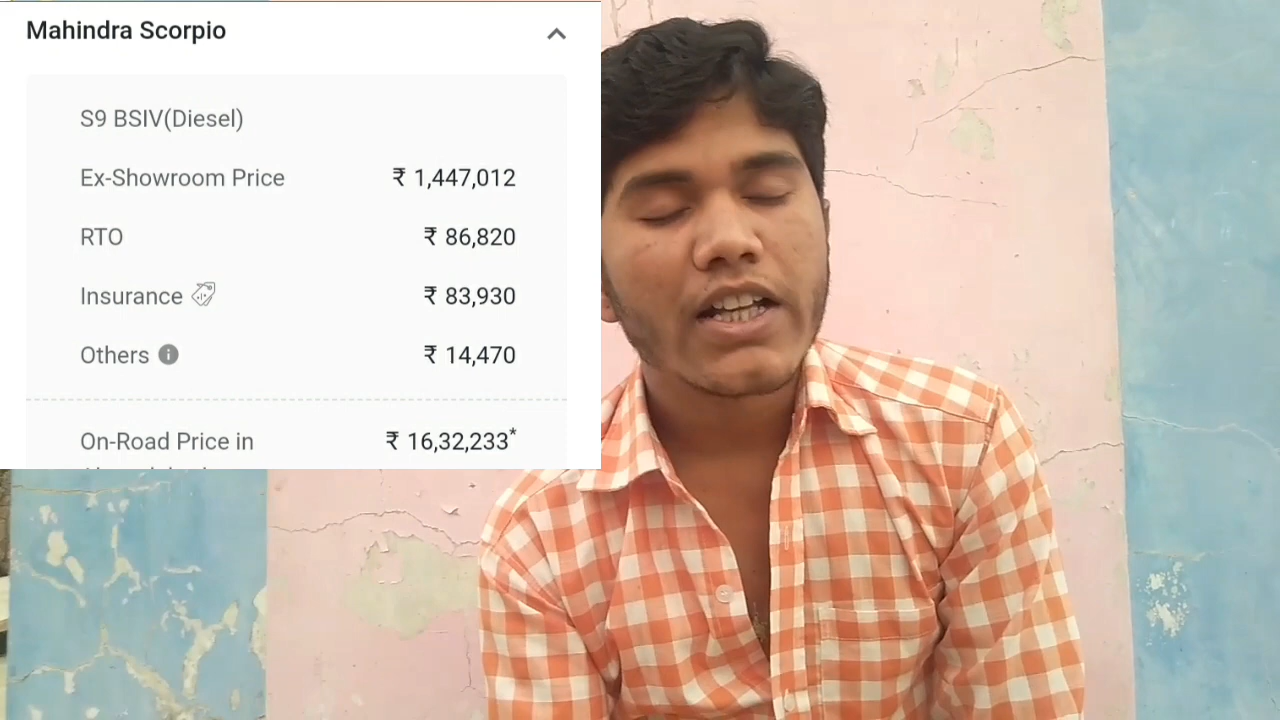 Mahindra Scorpio
S9 BSIV(Diesel)
Ex-Showroom Price ₹ 1,447,012
RTO ₹ 86,820
Insurance ₹ 83,930
Others ₹ 14,470
On-Road Price in ₹ 16,32,233*